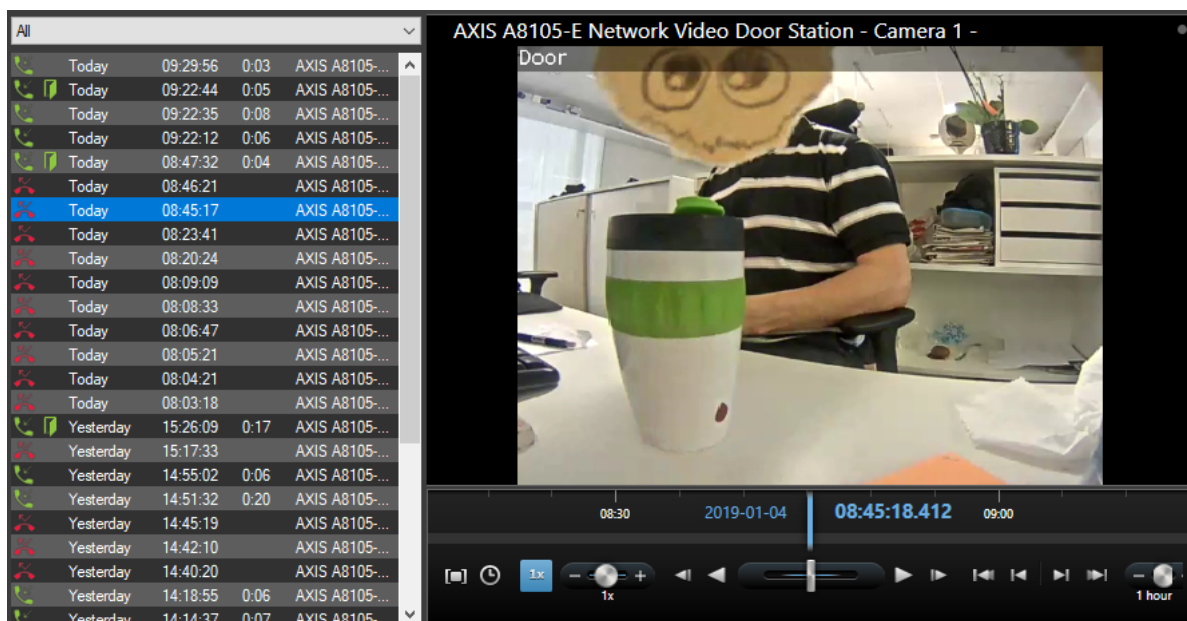 All
AXIS A8105-E Network Video Door Station - Camera 1 -
Door
Today 09:29:56 0:03 AXIS A8105-...
Today 09:22:44 0:05 AXIS A8105-...
Today 09:22:35 0:08 AXIS A8105-...
Today 09:22:12 0:06 AXIS A8105-...
Today 08:47:32 0:04 AXIS A8105-...
Today 08:46:21 AXIS A8105-...
Today 08:45:17 AXIS A8105-...
Today 08:23:41 AXIS A8105-...
Today 08:20:24 AXIS A8105-...
Today 08:09:09 AXIS A8105-...
Today 08:08:33 AXIS A8105-...
Today 08:06:47 AXIS A8105-...
Today 08:05:21 AXIS A8105-...
Today 08:04:21 AXIS A8105-...
Today 08:03:18 AXIS A8105-...
Yesterday 15:26:09 0:17 AXIS A8105-...
Yesterday 15:17:33 AXIS A8105-...
Yesterday 14:55:02 0:06 AXIS A8105-...
Yesterday 14:51:32 0:20 AXIS A8105-...
Yesterday 14:45:19 AXIS A8105-...
Yesterday 14:42:10 AXIS A8105-...
Yesterday 14:40:20 AXIS A8105-...
Yesterday 14:18:55 0:06 AXIS A8105-...
Yesterday 14:14:37 0:07 AXIS A8105-...
08:30 2019-01-04 08:45:18.412 09:00
1x
1x
1 hour